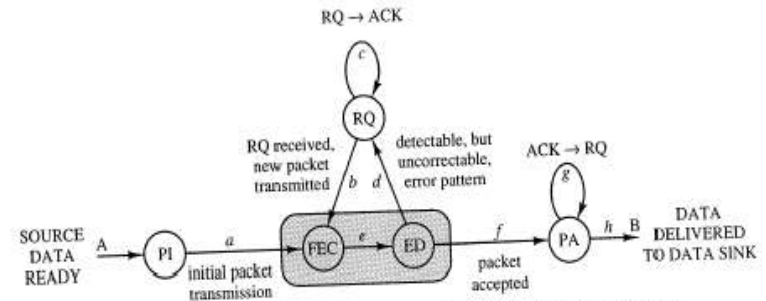 RQ → ACK
c
RQ
RQ received,
new packet
transmitted
b
d
detectable, but
uncorrectable,
error pattern
ACK → RQ
g
SOURCE
DATA
READY
A
PI
a
initial packet
transmission
FEC
e
ED
f
packet
accepted
PA
h
B
DATA
DELIVERED
TO DATA SINK